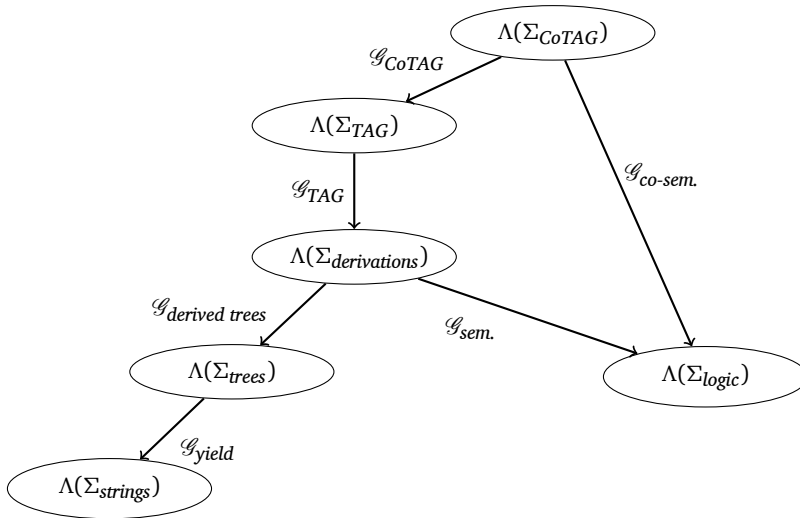 Λ(Σ_CoTAG)
𝒢_CoTAG
Λ(Σ_TAG)
𝒢_co-sem.
𝒢_TAG
Λ(Σ_derivations)
𝒢_derived trees
𝒢_sem.
Λ(Σ_trees)
Λ(Σ_logic)
𝒢_yield
Λ(Σ_strings)